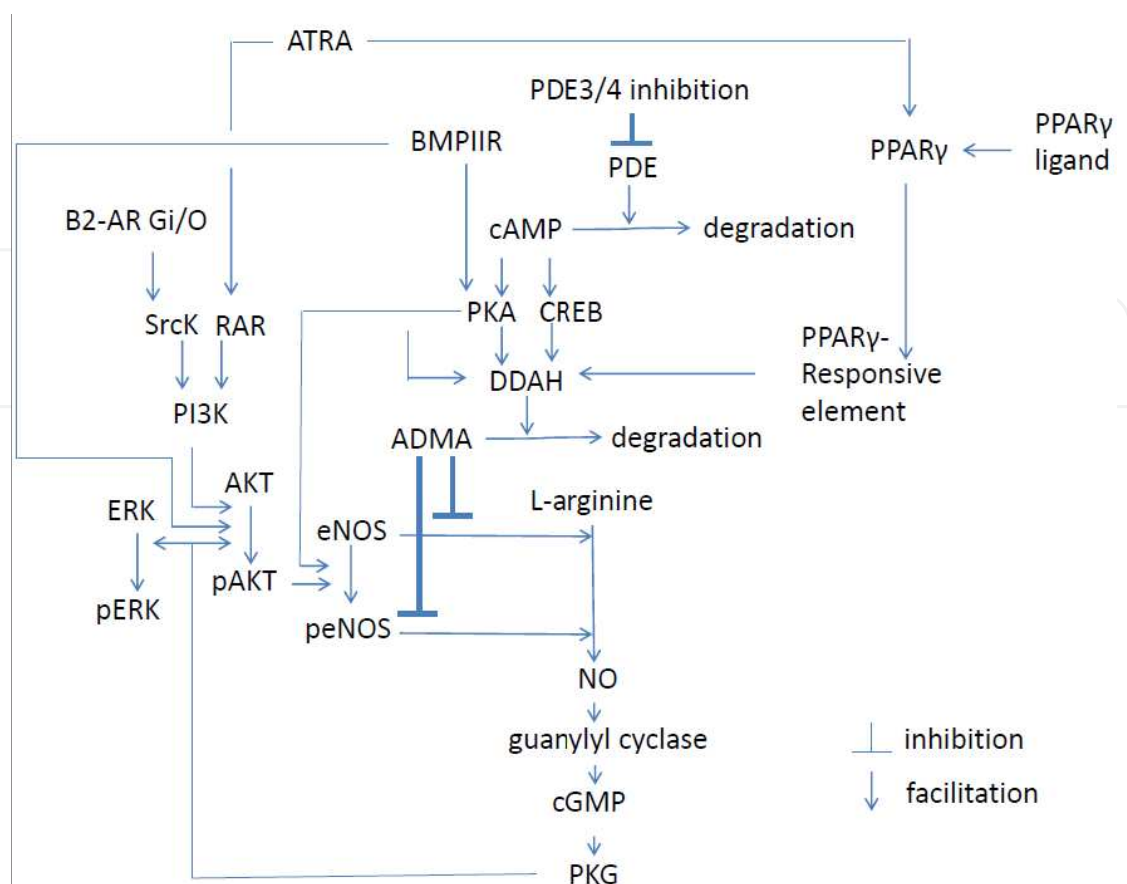 ATRA
PDE3/4 inhibition
BMPIIR
PPARγ
PPARγ
ligand
PDE
B2-AR Gi/O
cAMP
degradation
SrcK
RAR
PKA
CREB
PPARγ-
Responsive
element
DDAH
PI3K
ADMA
degradation
AKT
L-arginine
ERK
eNOS
pAKT
pERK
peNOS
NO
guanylyl cyclase
inhibition
cGMP
facilitation
PKG